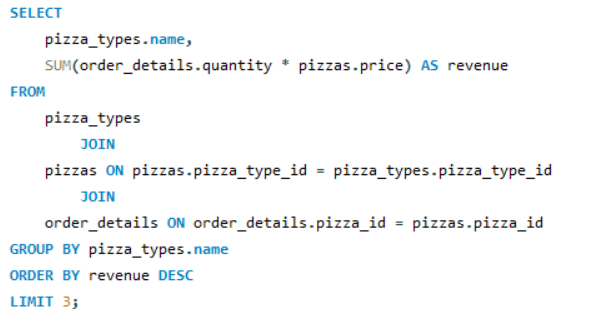 SELECT
pizza_types.name,
SUM(order_details.quantity * pizzas.price) AS revenue
FROM
pizza_types
JOIN
pizzas ON pizzas.pizza_type_id = pizza_types.pizza_type_id
JOIN
order_details ON order_details.pizza_id = pizzas.pizza_id
GROUP BY pizza_types.name
ORDER BY revenue DESC
LIMIT 3;